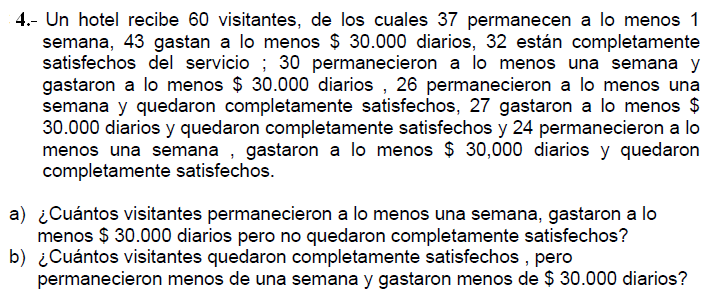 4.- Un hotel recibe 60 visitantes, de los cuales 37 permanecen a lo menos 1
semana, 43 gastan a lo menos $ 30.000 diarios, 32 están completamente
satisfechos del servicio ; 30 permanecieron a lo menos una semana y
gastaron a lo menos $ 30.000 diarios , 26 permanecieron a lo menos una
semana y quedaron completamente satisfechos, 27 gastaron a lo menos $
30.000 diarios y quedaron completamente satisfechos y 24 permanecieron a lo
menos una semana , gastaron a lo menos $ 30,000 diarios y quedaron
completamente satisfechos.
a) ¿Cuántos visitantes permanecieron a lo menos una semana, gastaron a lo
menos $ 30.000 diarios pero no quedaron completamente satisfechos?
b) ¿Cuántos visitantes quedaron completamente satisfechos , pero
permanecieron menos de una semana y gastaron menos de $ 30.000 diarios?